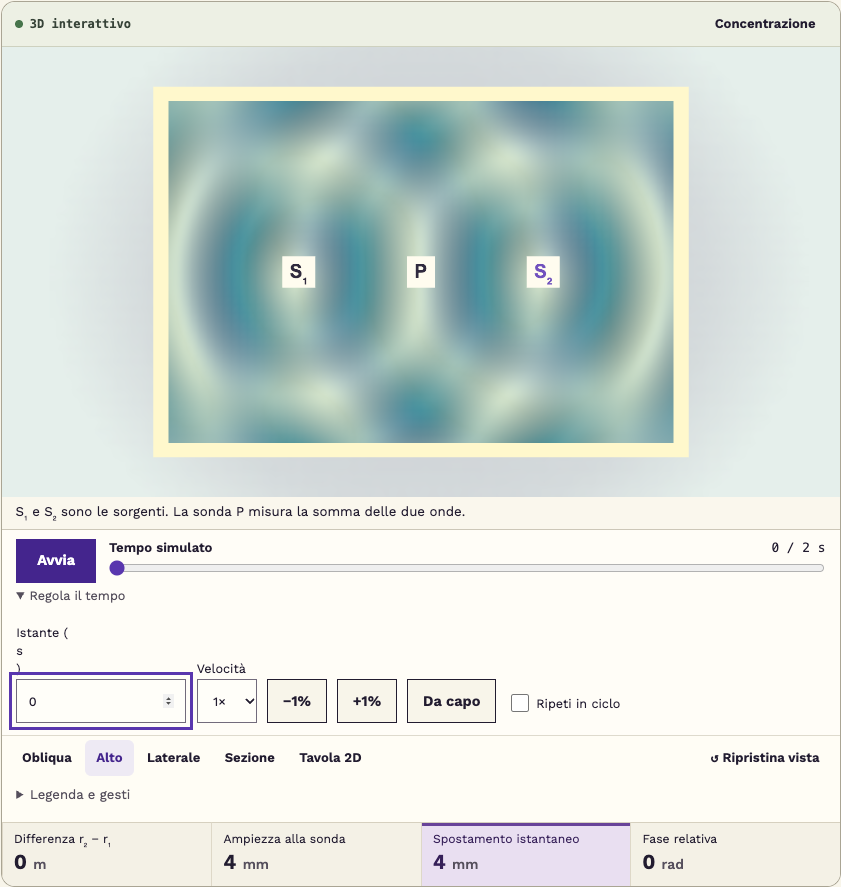 3D interattivo
Concentrazione
S₁
P
S₂
S₁ e S₂ sono le sorgenti. La sonda P misura la somma delle due onde.
Avvia
Tempo simulato
0 / 2 s
▼ Regola il tempo
Istante (
s
)
Velocità
0
1×
−1%
+1%
Da capo
Ripeti in ciclo
Obliqua
Alto
Laterale
Sezione
Tavola 2D
↺ Ripristina vista
▶ Legenda e gesti
Differenza r₂ − r₁
0 m
Ampiezza alla sonda
4 mm
Spostamento istantaneo
4 mm
Fase relativa
0 rad